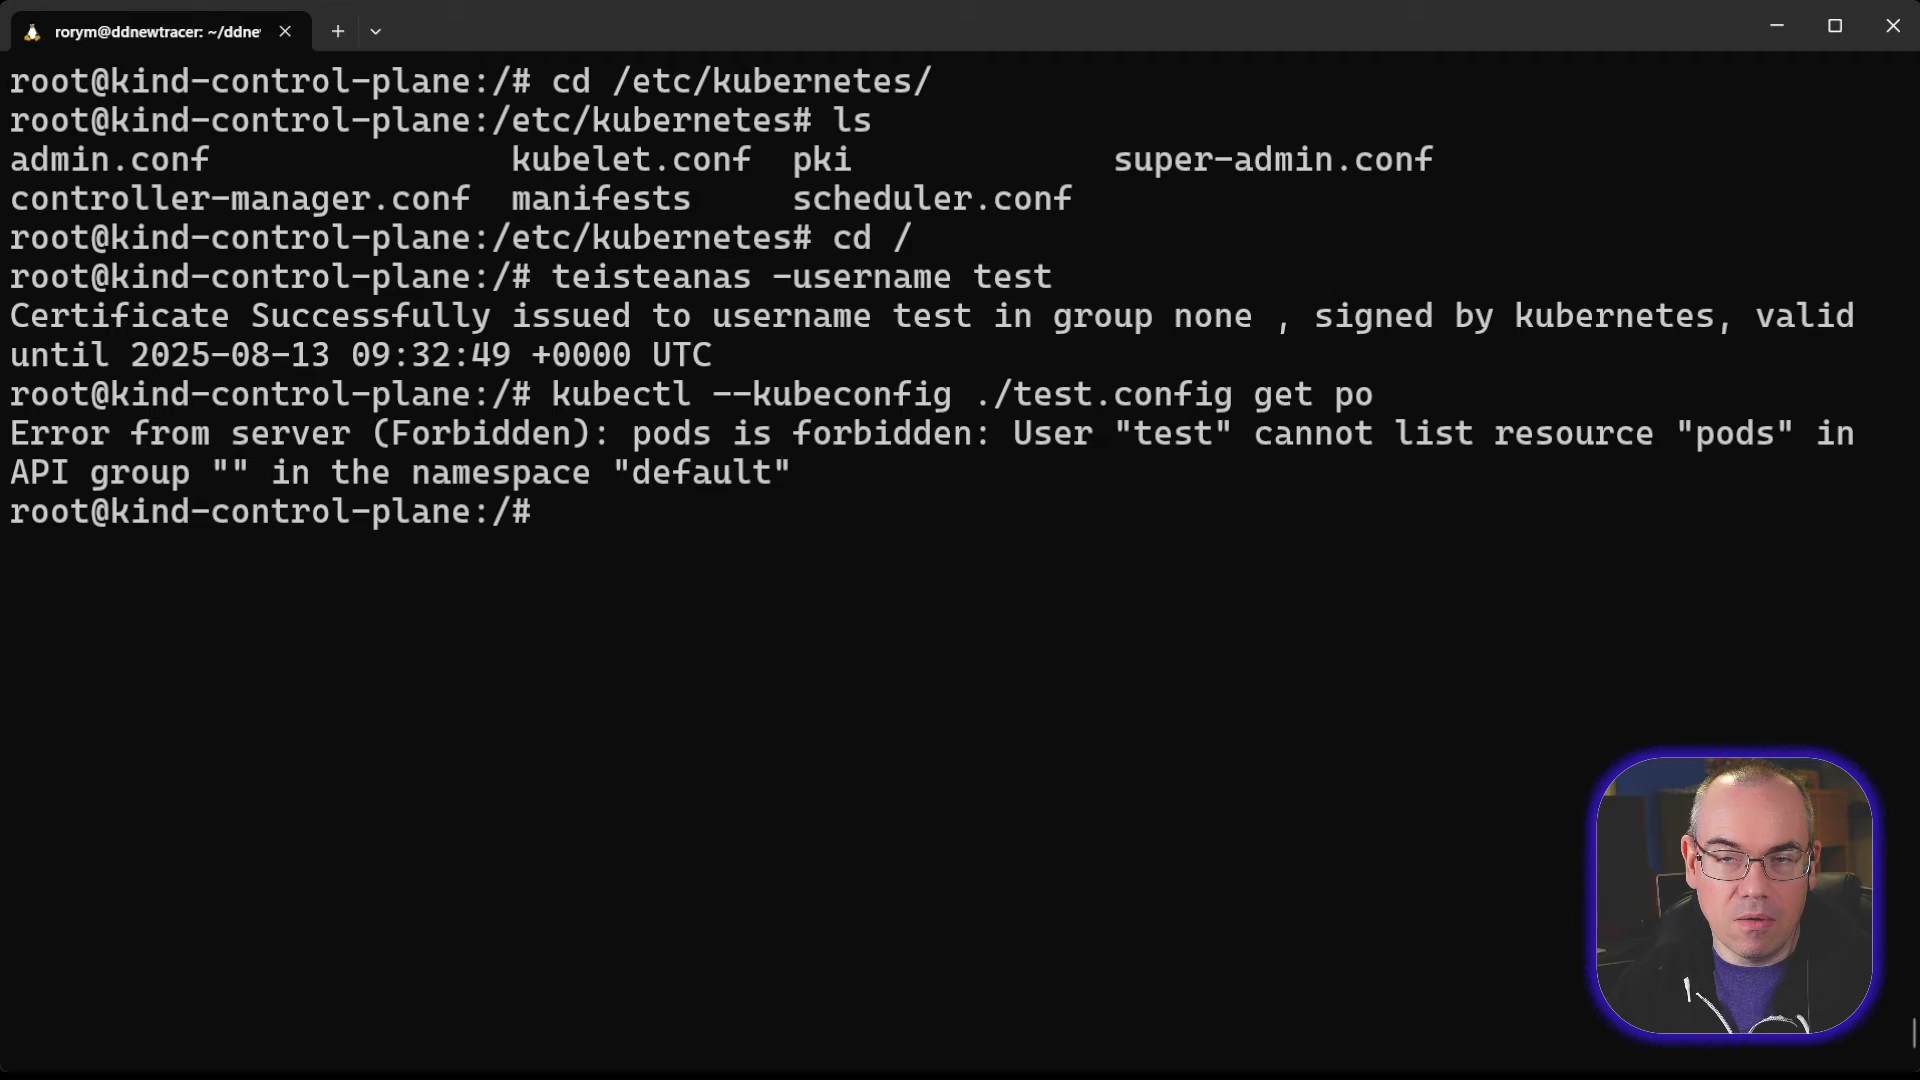 rorym@ddnewtracer: ~/ddne
root@kind-control-plane:/# cd /etc/kubernetes/
root@kind-control-plane:/etc/kubernetes# ls
admin.conf kubelet.conf pki super-admin.conf
controller-manager.conf manifests scheduler.conf
root@kind-control-plane:/etc/kubernetes# cd /
root@kind-control-plane:/# teisteanas -username test
Certificate Successfully issued to username test in group none , signed by kubernetes, valid
until 2025-08-13 09:32:49 +0000 UTC
root@kind-control-plane:/# kubectl --kubeconfig ./test.config get po
Error from server (Forbidden): pods is forbidden: User "test" cannot list resource "pods" in
API group "" in the namespace "default"
root@kind-control-plane:/#